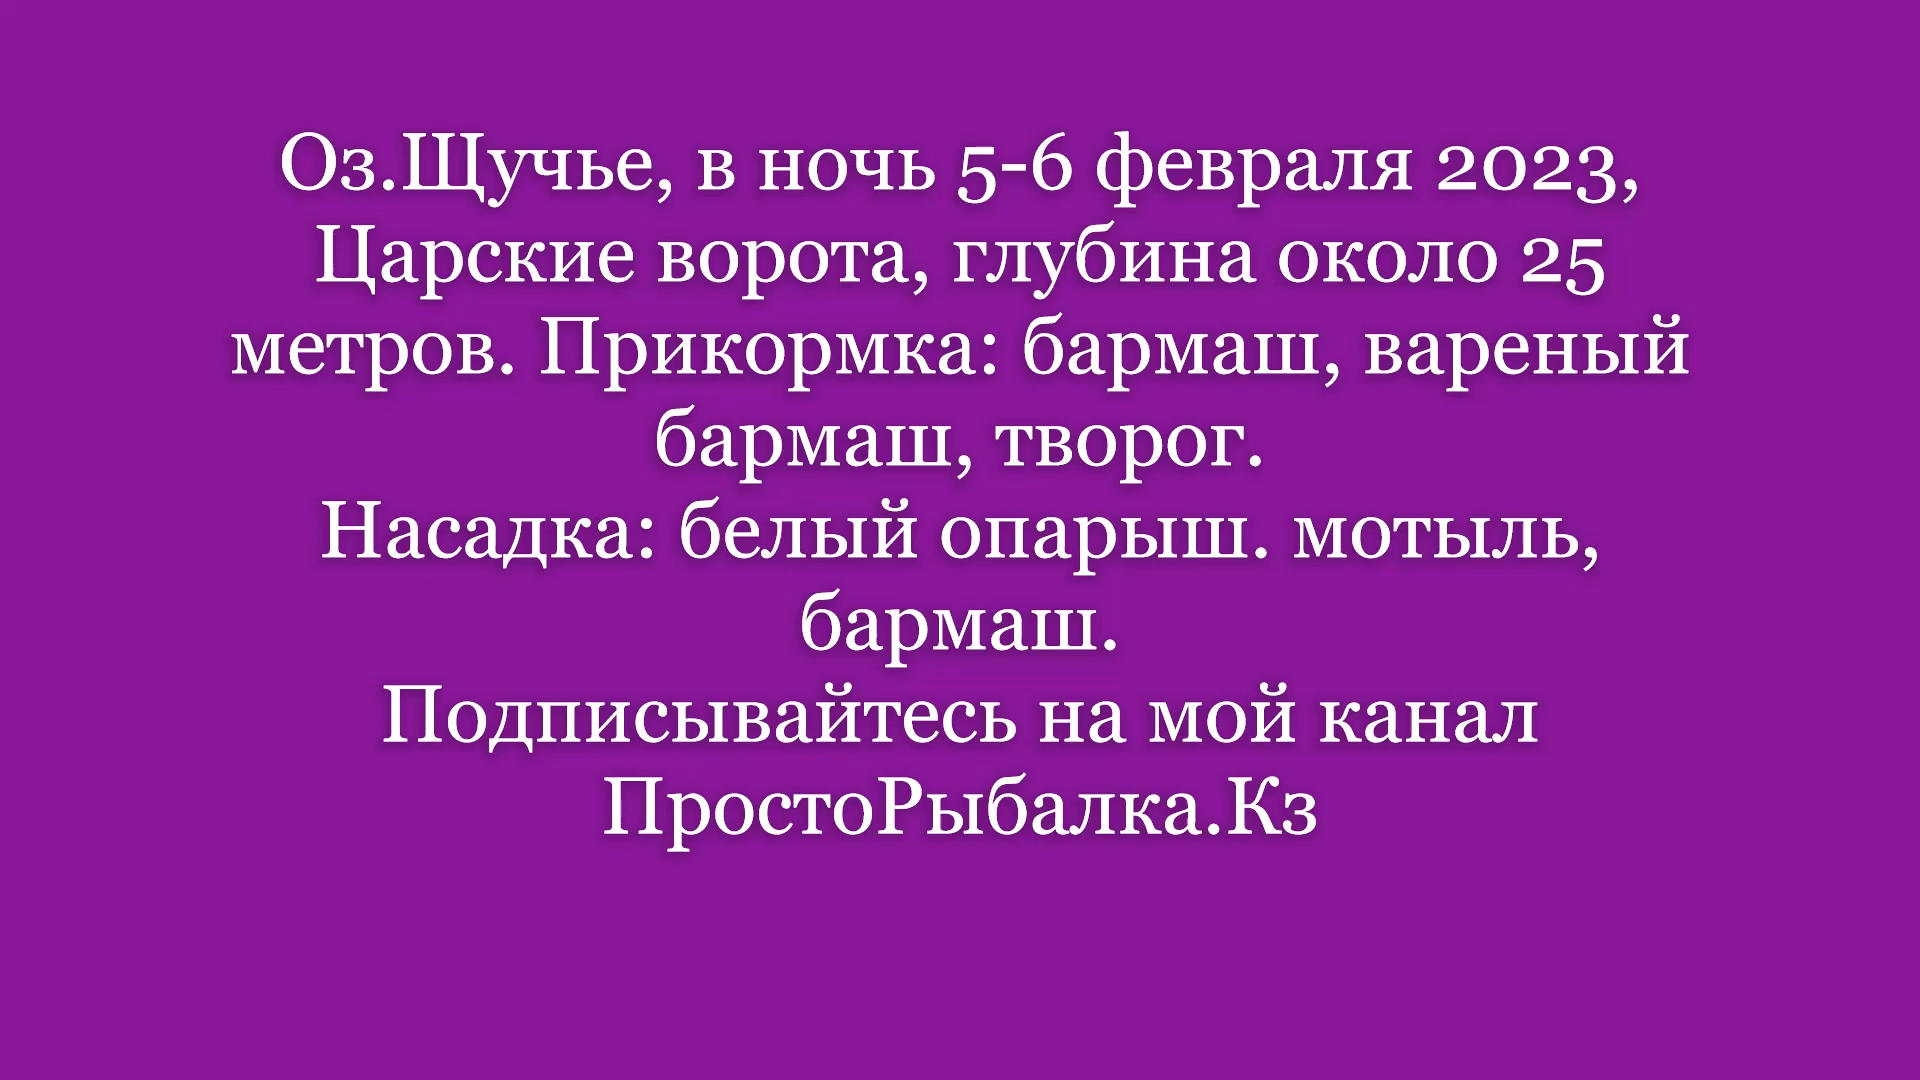 Оз.Щучье, в ночь 5-6 февраля 2023,
Царские ворота, глубина около 25
метров. Прикормка: бармаш, вареный
бармаш, творог.
Насадка: белый опарыш. мотыль,
бармаш.
Подписывайтесь на мой канал
ПростоРыбалка.Кз